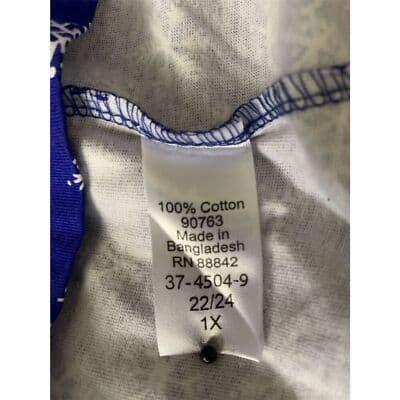 100% Cotton
90763
Made in
Bangladesh
RN 88842
37-4504-9
22/24
1X